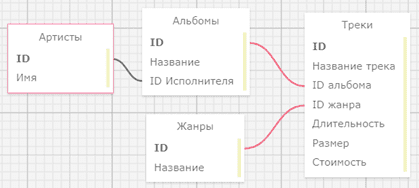 Артисты
ID
Имя
Альбомы
ID
Название
ID Исполнителя
Жанры
ID
Название
Треки
ID
Название трека
ID альбома
ID жанра
Длительность
Размер
Стоимость